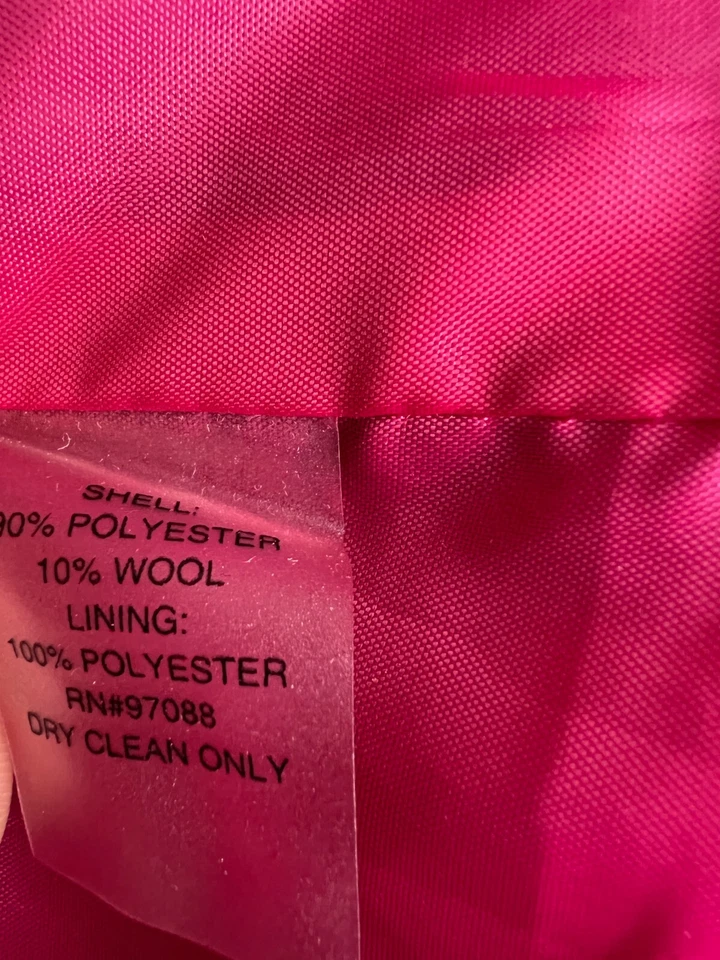 SHELL:
90% POLYESTER
10% WOOL
LINING:
100% POLYESTER
RN#97088
DRY CLEAN ONLY